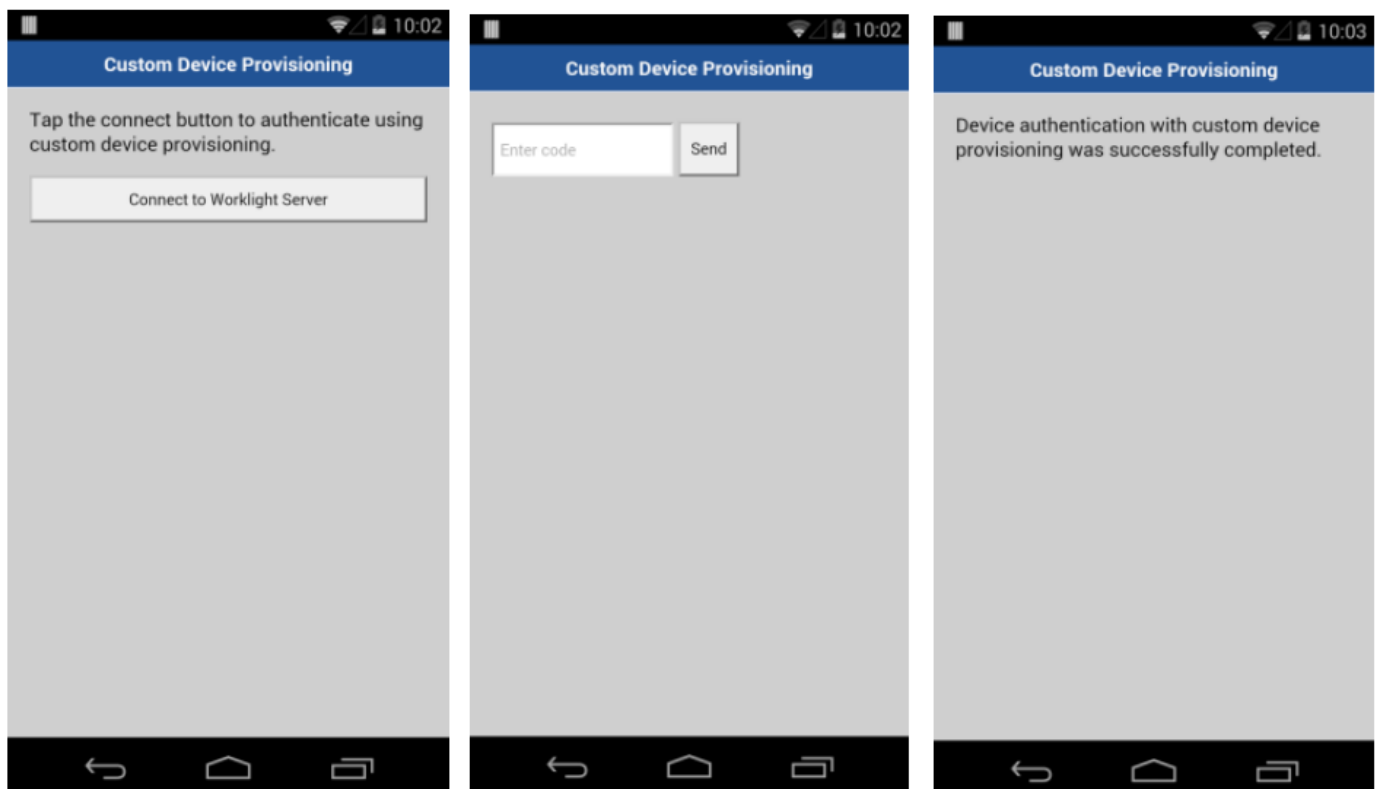 10:02
Custom Device Provisioning
Tap the connect button to authenticate using
custom device provisioning.
Connect to Worklight Server
10:02
Custom Device Provisioning
Enter code
Send
10:03
Custom Device Provisioning
Device authentication with custom device
provisioning was successfully completed.